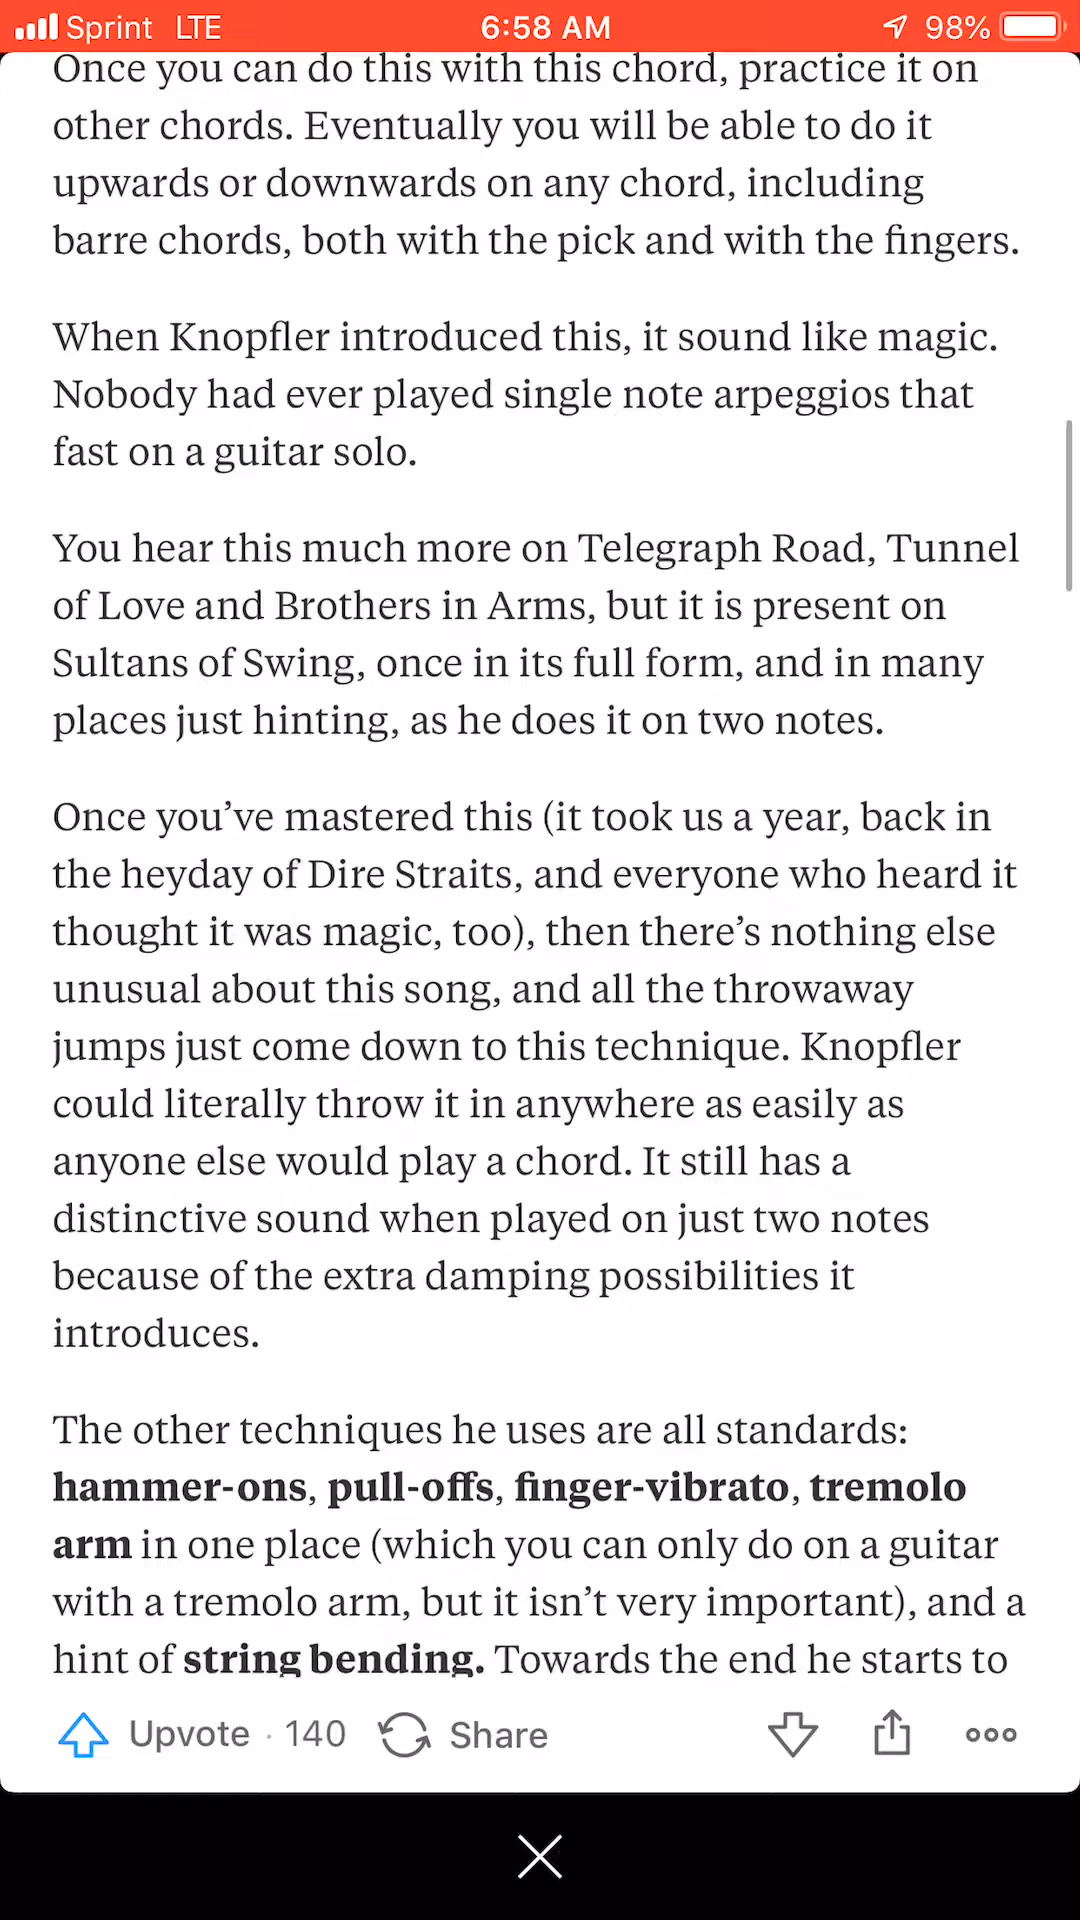 Sprint LTE 6:58 AM 98%
Once you can do this with this chord, practice it on
other chords. Eventually you will be able to do it
upwards or downwards on any chord, including
barre chords, both with the pick and with the fingers.
When Knopfler introduced this, it sound like magic.
Nobody had ever played single note arpeggios that
fast on a guitar solo.
You hear this much more on Telegraph Road, Tunnel
of Love and Brothers in Arms, but it is present on
Sultans of Swing, once in its full form, and in many
places just hinting, as he does it on two notes.
Once you’ve mastered this (it took us a year, back in
the heyday of Dire Straits, and everyone who heard it
thought it was magic, too), then there’s nothing else
unusual about this song, and all the throwaway
jumps just come down to this technique. Knopfler
could literally throw it in anywhere as easily as
anyone else would play a chord. It still has a
distinctive sound when played on just two notes
because of the extra damping possibilities it
introduces.
The other techniques he uses are all standards:
hammer-ons, pull-offs, finger-vibrato, tremolo
arm in one place (which you can only do on a guitar
with a tremolo arm, but it isn’t very important), and a
hint of string bending. Towards the end he starts to
Upvote · 140 Share